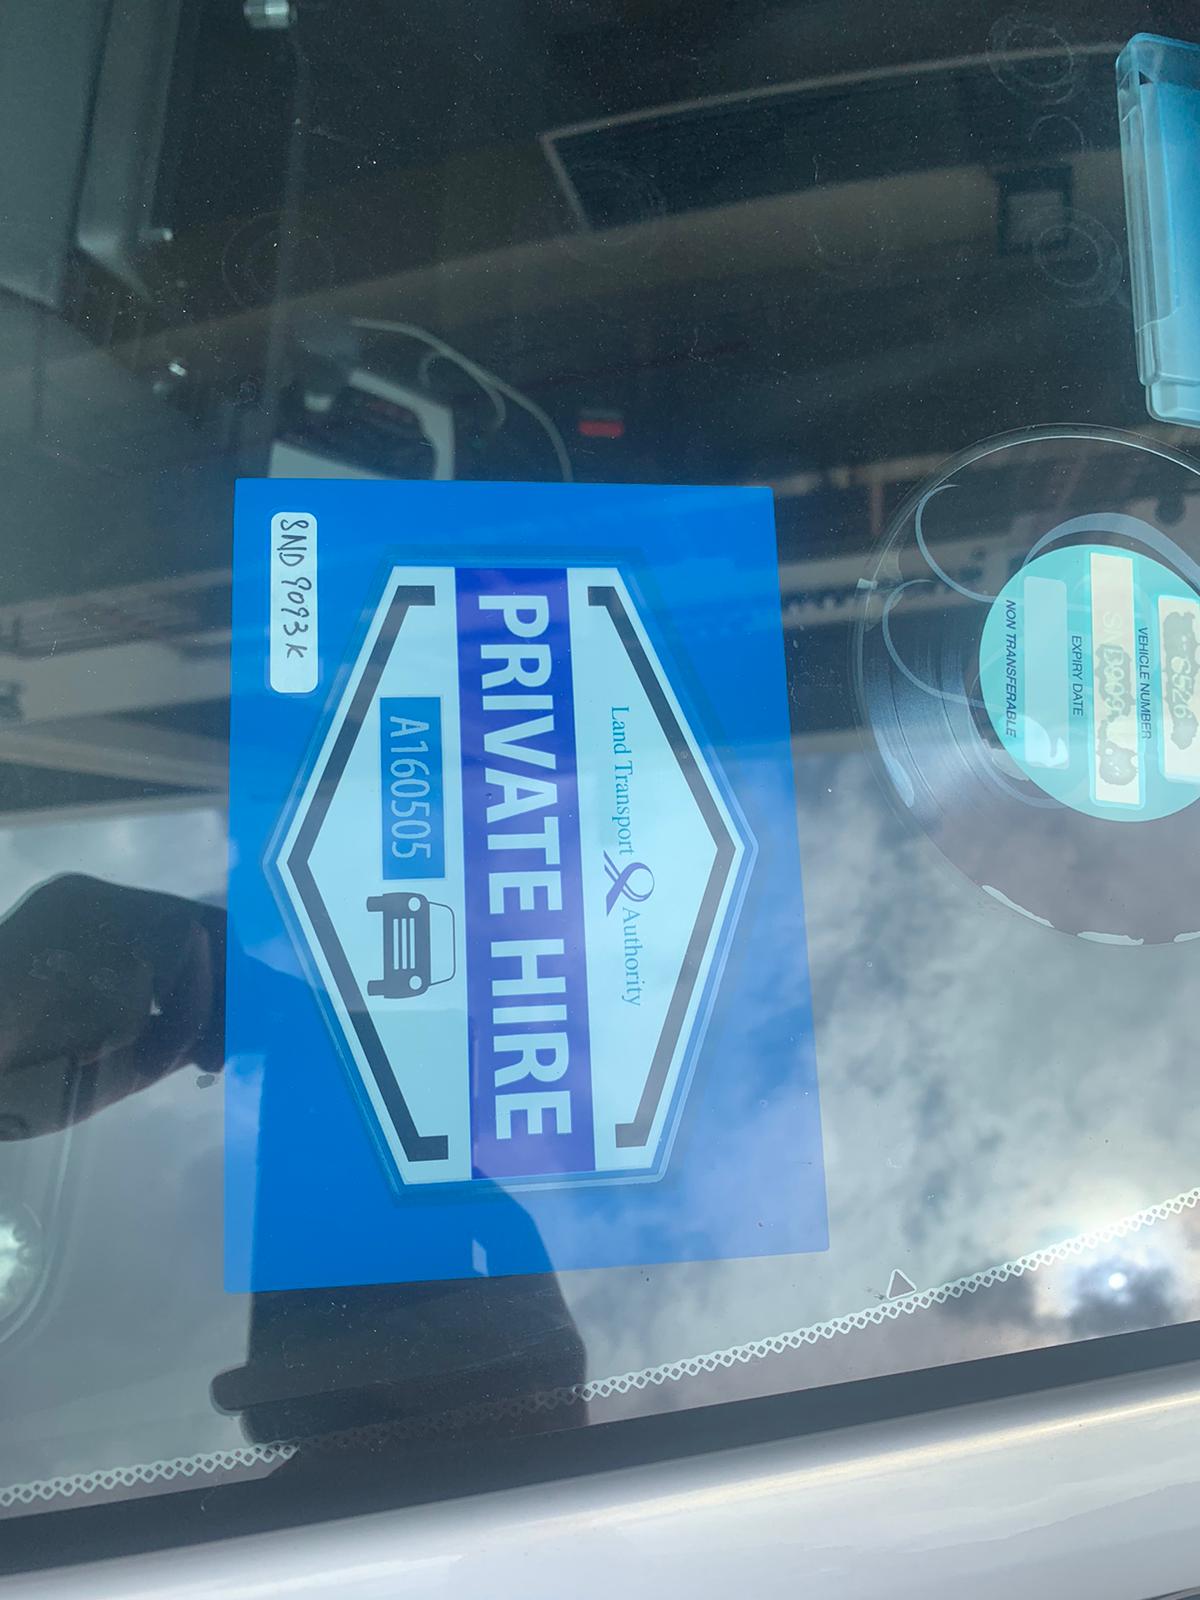 SND 9093K
Land Transport Authority
PRIVATE HIRE
A160505
VEHICLE NUMBER
EXPIRY DATE
NON TRANSFERABLE